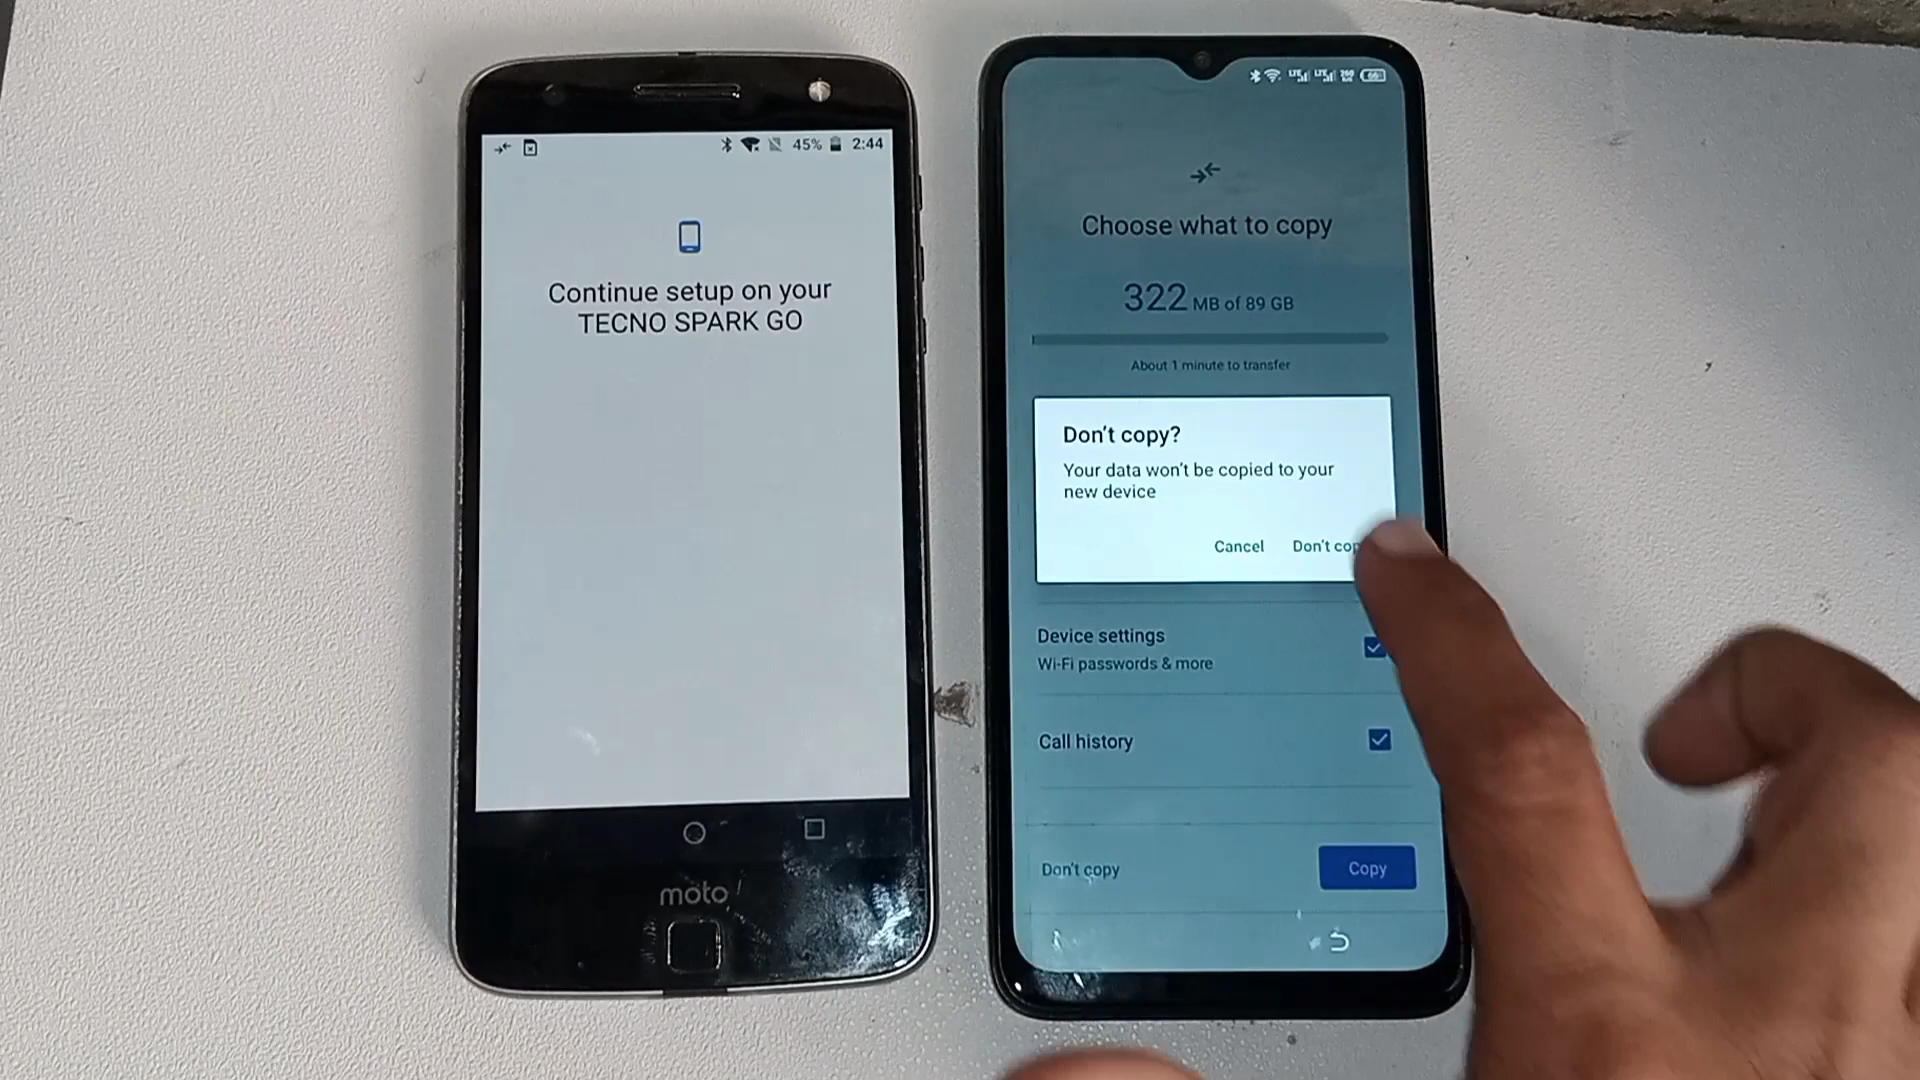 45% 2:44
Continue setup on your
TECNO SPARK GO
moto
Choose what to copy
322 MB of 89 GB
About 1 minute to transfer
Don't copy?
Your data won't be copied to your
new device
Cancel Don't cop
Device settings
Wi-Fi passwords & more
Call history
Don't copy Copy